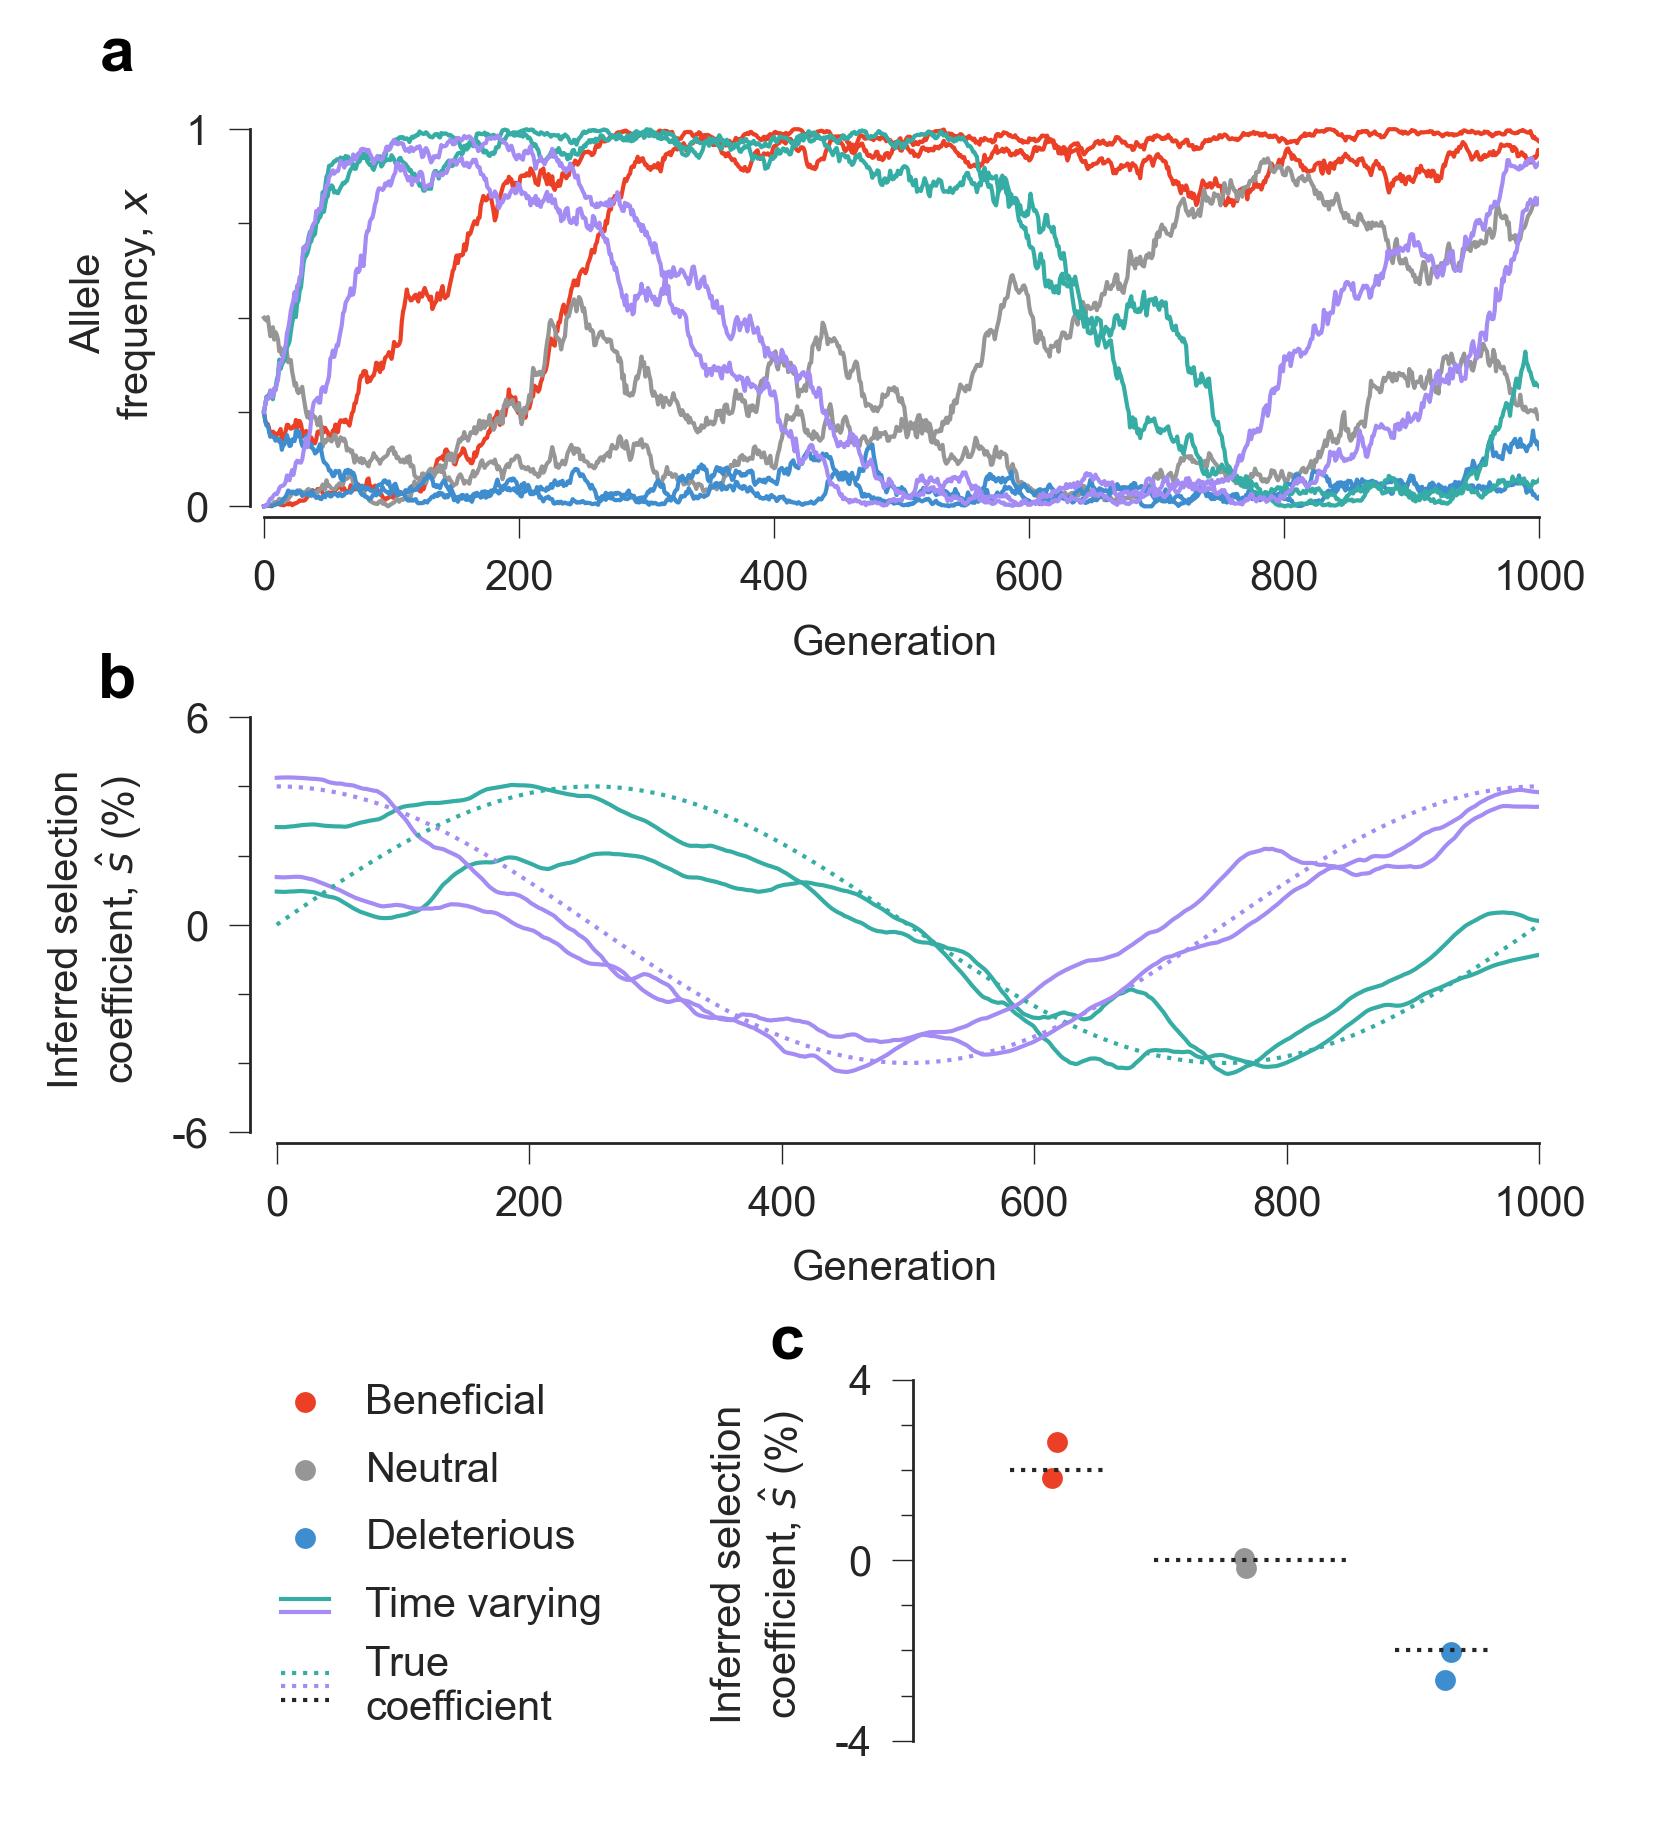 a
1
0
Allele
frequency, x
0 200 400 600 800 1000
Generation
b
6
0
-6
Inferred selection
coefficient, ŝ (%)
0 200 400 600 800 1000
Generation
Beneficial
Neutral
Deleterious
Time varying
True
coefficient
c
4
0
-4
Inferred selection
coefficient, ŝ (%)